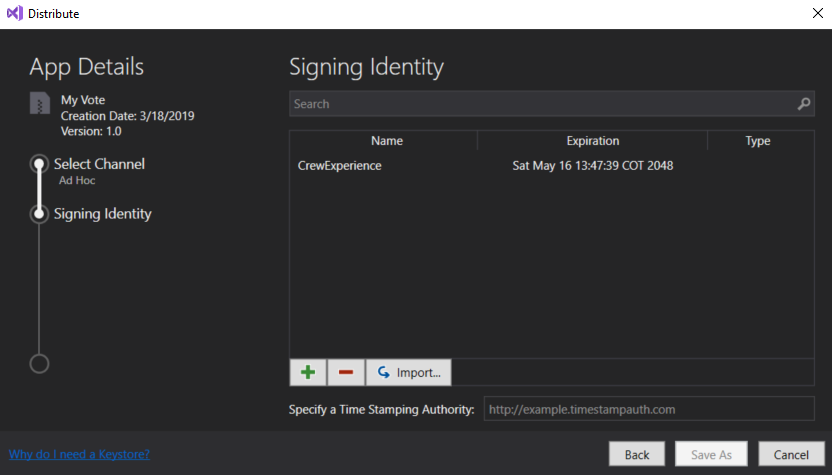 Distribute
App Details
My Vote
Creation Date: 3/18/2019
Version: 1.0
Select Channel
Ad Hoc
Signing Identity
Signing Identity
Search
Name Expiration Type
CrewExperience Sat May 16 13:47:39 COT 2048
Import...
Specify a Time Stamping Authority: http://example.timestampauth.com
Why do I need a Keystore?
Back Save As Cancel